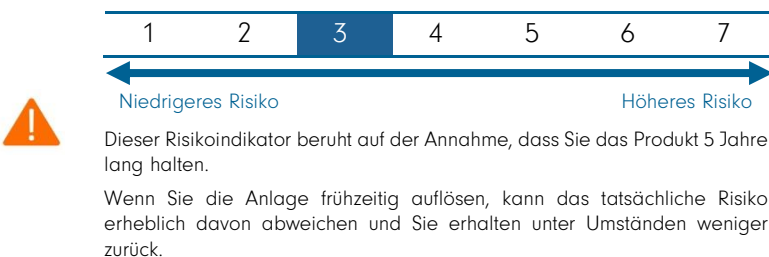 1 2 3 4 5 6 7
Niedrigeres Risiko Höheres Risiko
Dieser Risikoindikator beruht auf der Annahme, dass Sie das Produkt 5 Jahre
lang halten.
Wenn Sie die Anlage frühzeitig auflösen, kann das tatsächliche Risiko
erheblich davon abweichen und Sie erhalten unter Umständen weniger
zurück.